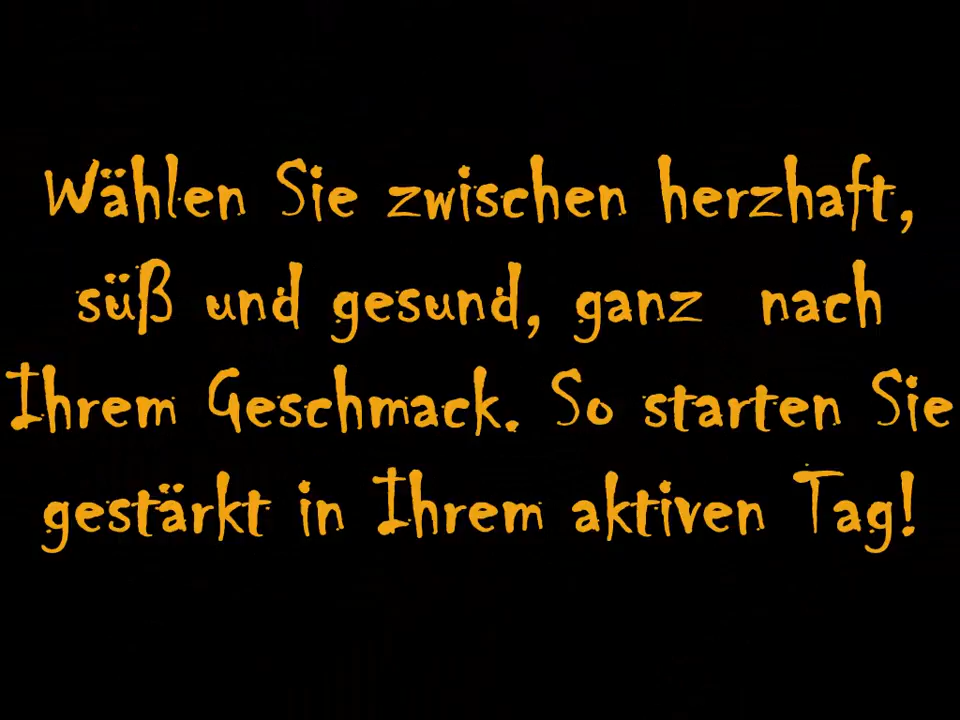 Wählen Sie zwischen herzhaft,
süß und gesund, ganz  nach
Ihrem Geschmack. So starten Sie
gestärkt in Ihrem aktiven Tag!